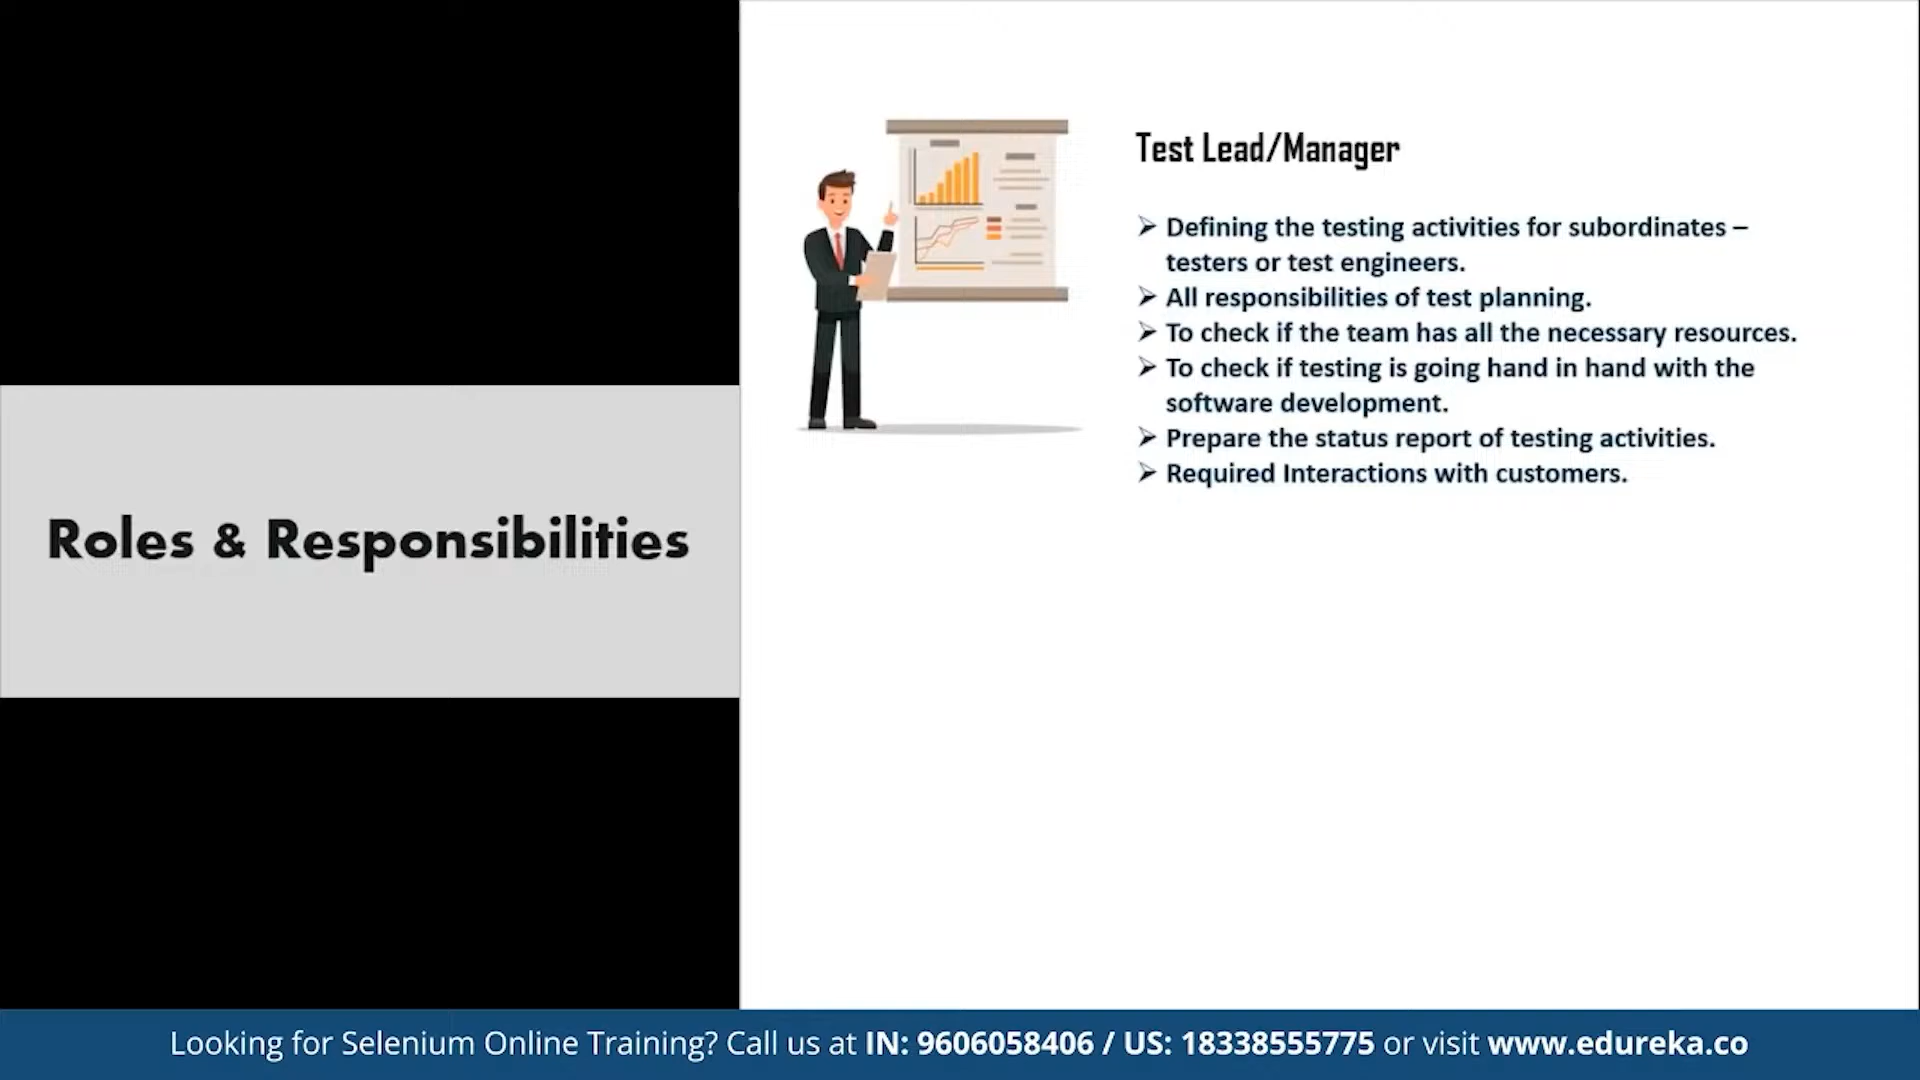 Roles & Responsibilities
Test Lead/Manager
➢ Defining the testing activities for subordinates –
testers or test engineers.
➢ All responsibilities of test planning.
➢ To check if the team has all the necessary resources.
➢ To check if testing is going hand in hand with the
software development.
➢ Prepare the status report of testing activities.
➢ Required Interactions with customers.
Looking for Selenium Online Training? Call us at IN: 9606058406 / US: 18338555775 or visit www.edureka.co